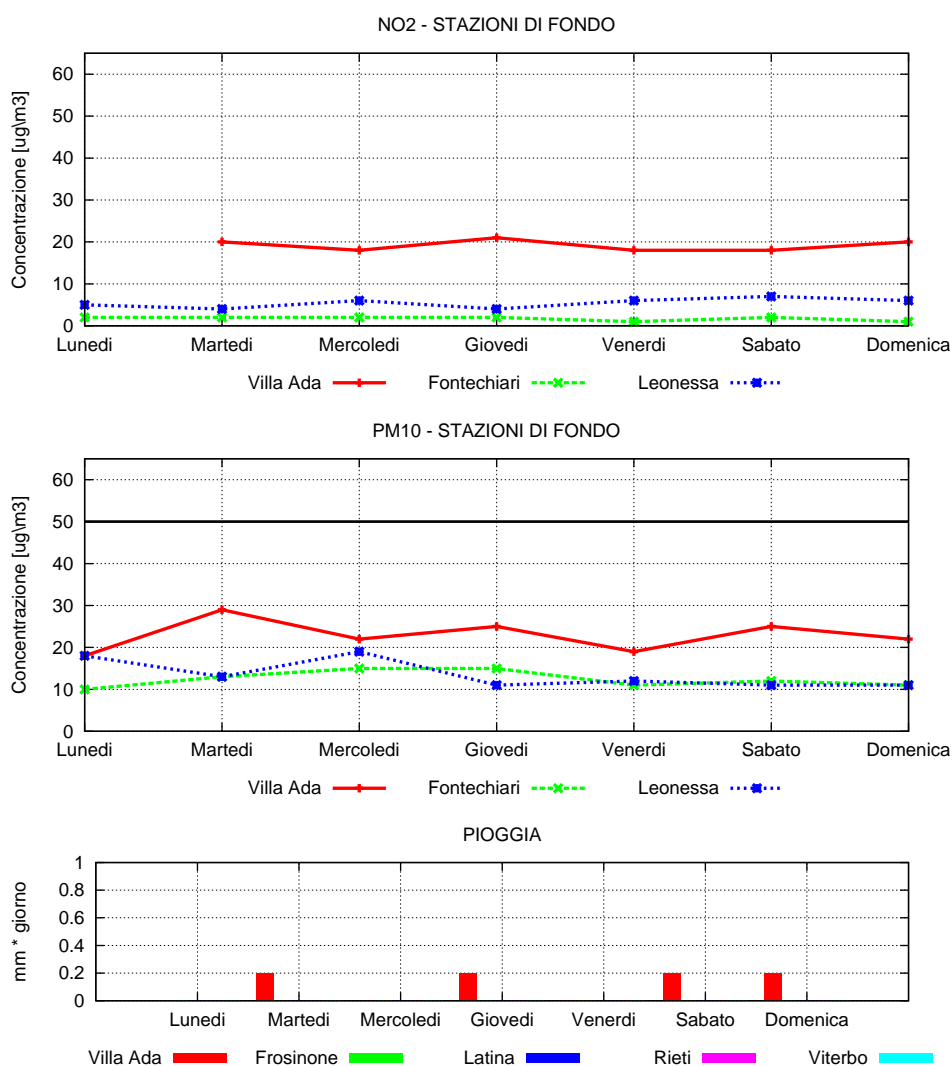 NO2 - STAZIONI DI FONDO
Concentrazione [ug\m3]
60
50
40
30
20
10
0
Lunedi Martedi Mercoledi Giovedi Venerdi Sabato Domenica
Villa Ada Fontechiari Leonessa
PM10 - STAZIONI DI FONDO
Concentrazione [ug\m3]
60
50
40
30
20
10
0
Lunedi Martedi Mercoledi Giovedi Venerdi Sabato Domenica
Villa Ada Fontechiari Leonessa
PIOGGIA
mm * giorno
1
0.8
0.6
0.4
0.2
0
Lunedi Martedi Mercoledi Giovedi Venerdi Sabato Domenica
Villa Ada Frosinone Latina Rieti Viterbo